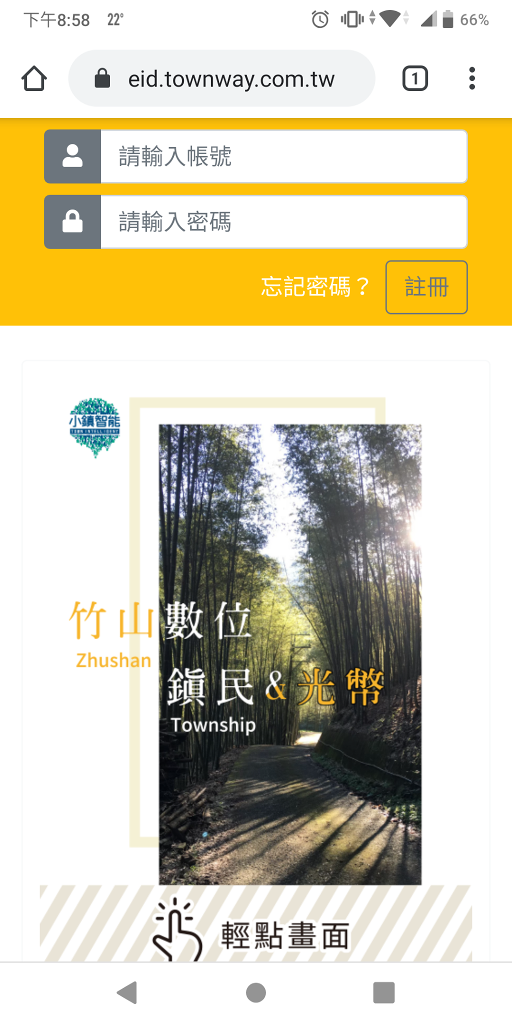 下午8:58 22° 66%
eid.townway.com.tw 1
請輸入帳號
請輸入密碼
忘記密碼？ 註冊
小鎮智能
TOWN INTELLIGENT
竹山數位
Zhushan
鎮民&光幣
Township
輕點畫面